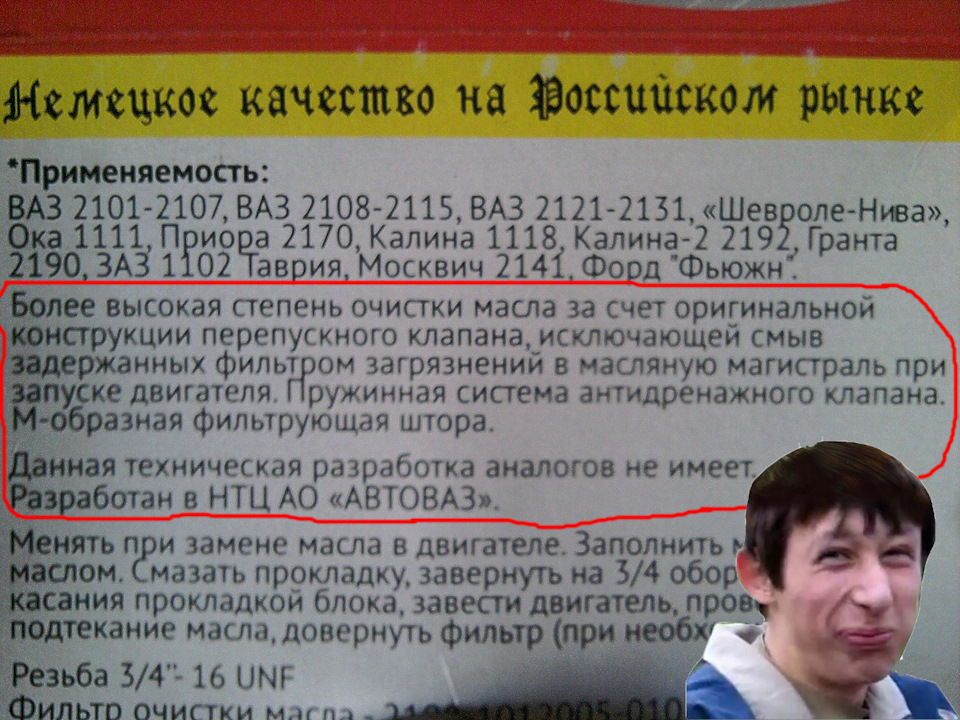 Немецкое качество на Российском рынке
*Применяемость:
ВАЗ 2101-2107, ВАЗ 2108-2115, ВАЗ 2121-2131, «Шевроле-Нива»,
Ока 1111, Приора 2170, Калина 1118, Калина-2 2192, Гранта
2190, ЗАЗ 1102 Таврия, Москвич 2141, Форд "Фьюжн".
Более высокая степень очистки масла за счет оригинальной
конструкции перепускного клапана, исключающей смыв
задержанных фильтром загрязнений в масляную магистраль при
запуске двигателя. Пружинная система антидренажного клапана.
М-образная фильтрующая штора.
Данная техническая разработка аналогов не имеет.
Разработан в НТЦ АО «АВТОВАЗ».
Менять при замене масла в двигателе. Заполнить
маслом. Смазать прокладку, завернуть на 3/4
касания прокладкой блока, завести двигатель,
подтекание масла, довернуть фильтр (при
Резьба 3/4"- 16 UNF
Фильтр очистки масла -